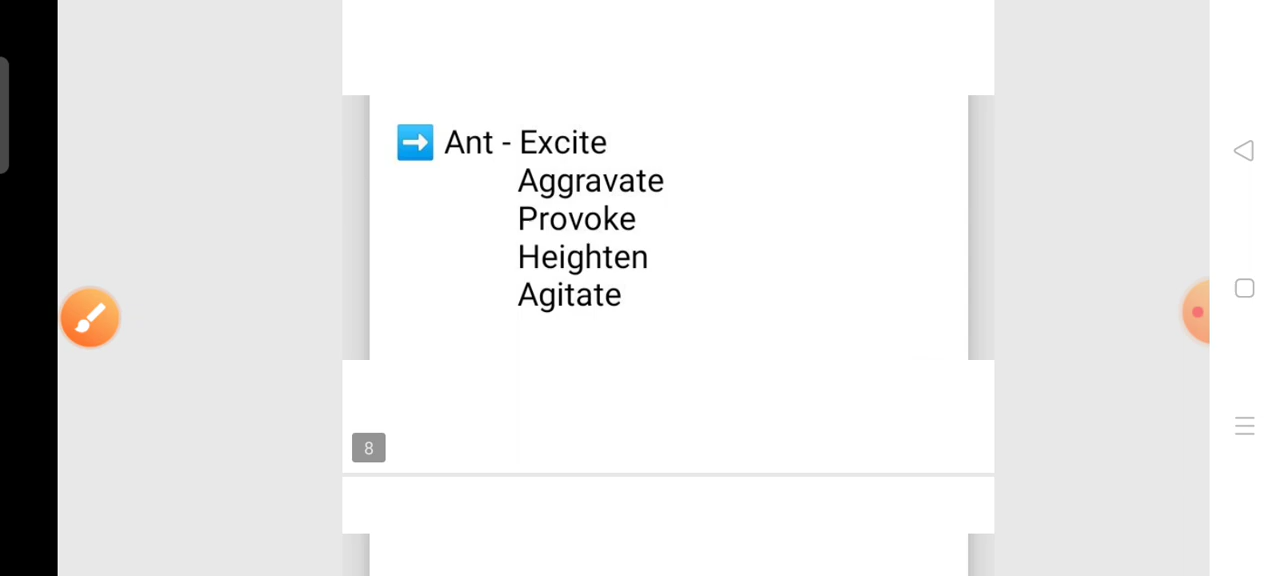 ➡️ Ant - Excite
Aggravate
Provoke
Heighten
Agitate
8